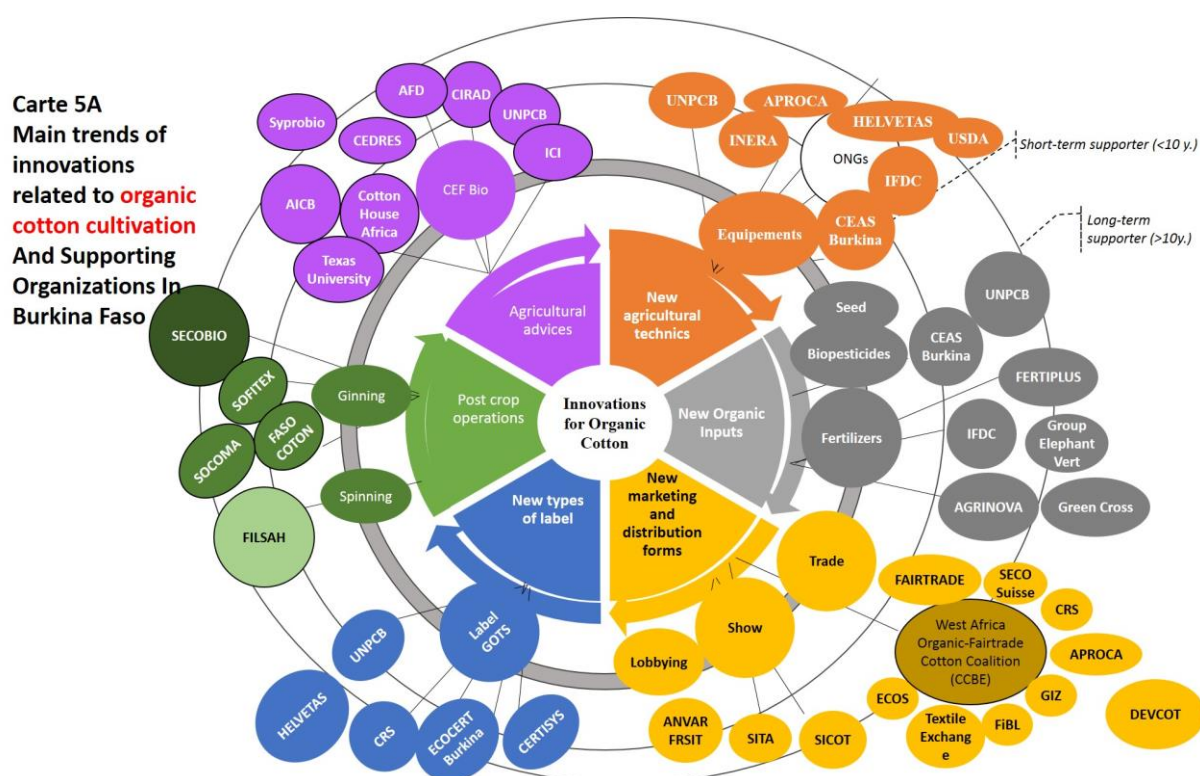 Carte 5A
Main trends of
innovations
related to organic
cotton cultivation
And Supporting
Organizations In
Burkina Faso
Syprobio
AFD
CIRAD
UNPCB
CEDRES
ICI
CEF Bio
AICB
Cotton
House
Africa
Texas
University
UNPCB
APROCA
INERA
HELVETAS
USDA
ONGs
IFDC
CEAS
Burkina
Equipements
Short-term
supporter (<10 y.)
Long-term
supporter (>10y.)
Agricultural
advices
New
agricultural
technics
Seed
Biopesticides
Fertilizers
CEAS
Burkina
UNPCB
FERTIPLUS
IFDC
Group
Elephant
Vert
AGRINOVA
Green Cross
SECOBIO
SOFITEX
FASO
COTON
SOCOMA
FILSAH
Ginning
Spinning
Post crop
operations
Innovations
for Organic
Cotton
New Organic
Inputs
New types
of label
New
marketing
and
distribution
forms
Label
GOTS
UNPCB
HELVETAS
CRS
ECOCERT
Burkina
CERTISYS
Trade
Show
Lobbying
ANVAR
FRSIT
SITA
SICOT
FAIRTRADE
SECO
Suisse
CRS
West Africa
Organic-Fairtrade
Cotton Coalition
(CCBE)
APROCA
ECOS
GIZ
Textile
Exchang
e
FiBL
DEVCOT